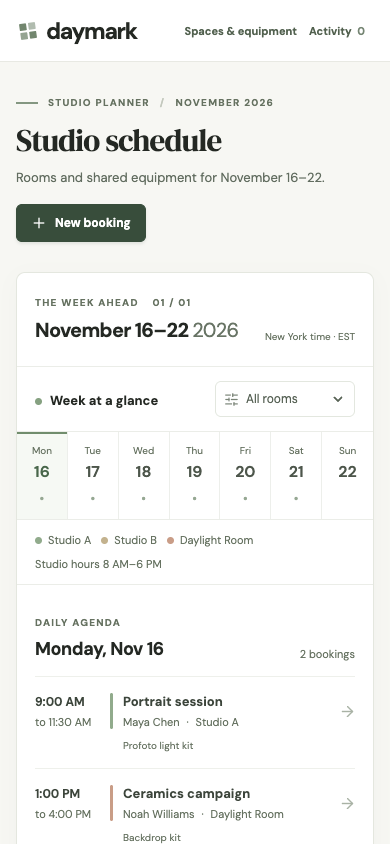 daymark
Spaces & equipment Activity 0
STUDIO PLANNER / NOVEMBER 2026
Studio schedule
Rooms and shared equipment for November 16–22.
New booking
THE WEEK AHEAD 01 / 01
November 16–22 2026
New York time · EST
Week at a glance
All rooms
Mon Tue Wed Thu Fri Sat Sun
16 17 18 19 20 21 22
Studio A Studio B Daylight Room
Studio hours 8 AM–6 PM
DAILY AGENDA
Monday, Nov 16
2 bookings
9:00 AM Portrait session
to 11:30 AM Maya Chen · Studio A
Profoto light kit
1:00 PM Ceramics campaign
to 4:00 PM Noah Williams · Daylight Room
Backdrop kit